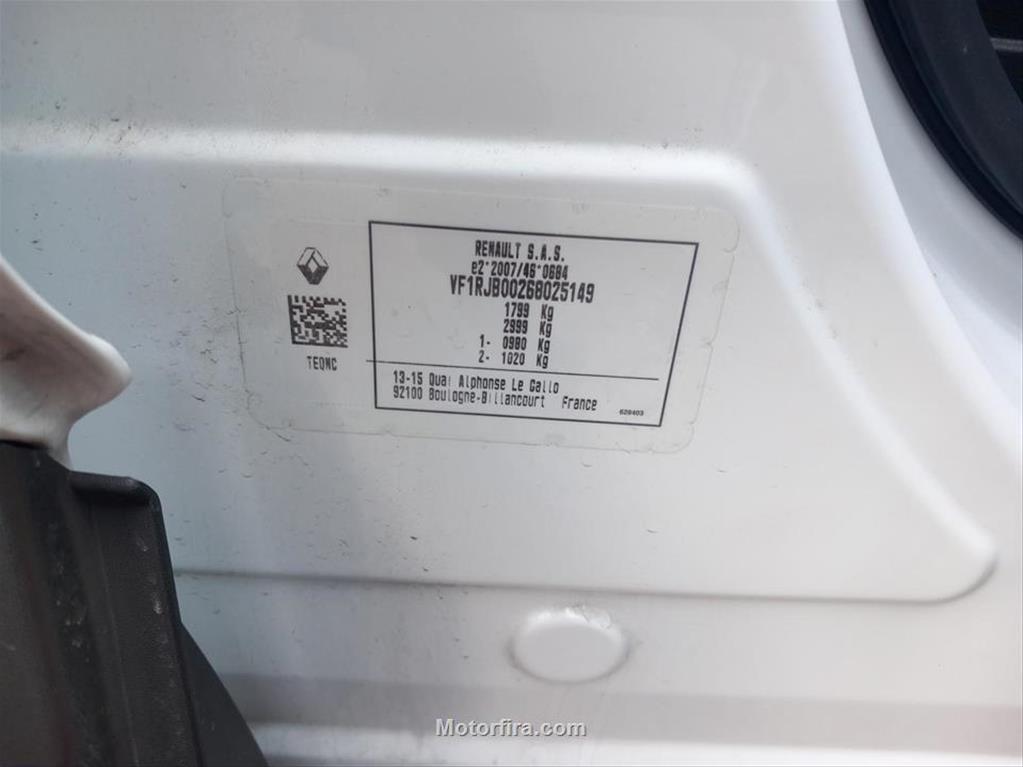 RENAULT S.A.S.
e2*2007/46*0684
VF1RJB00268025149
1799 Kg
2999 Kg
1- 0980 Kg
2- 1020 Kg
TEQWC
13-15 Quai Alphonse Le Gallo
92100 Boulogne-Billancourt France
628403
Motorfira.com